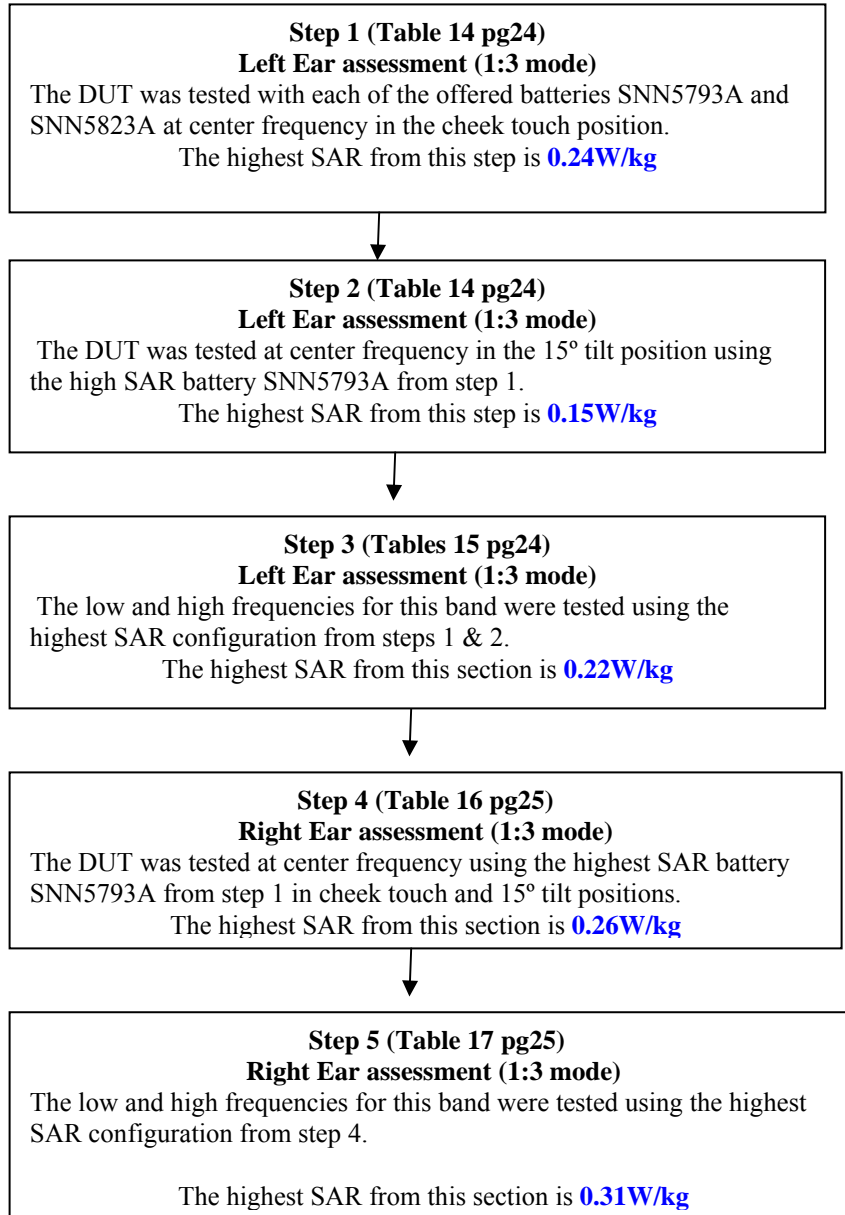 Step 1 (Table 14 pg24)
Left Ear assessment (1:3 mode)
The DUT was tested with each of the offered batteries SNN5793A and
SNN5823A at center frequency in the cheek touch position.
The highest SAR from this step is 0.24W/kg
Step 2 (Table 14 pg24)
Left Ear assessment (1:3 mode)
The DUT was tested at center frequency in the 15º tilt position using
the high SAR battery SNN5793A from step 1.
The highest SAR from this step is 0.15W/kg
Step 3 (Tables 15 pg24)
Left Ear assessment (1:3 mode)
The low and high frequencies for this band were tested using the
highest SAR configuration from steps 1 & 2.
The highest SAR from this section is 0.22W/kg
Step 4 (Table 16 pg25)
Right Ear assessment (1:3 mode)
The DUT was tested at center frequency using the highest SAR battery
SNN5793A from step 1 in cheek touch and 15º tilt positions.
The highest SAR from this section is 0.26W/kg
Step 5 (Table 17 pg25)
Right Ear assessment (1:3 mode)
The low and high frequencies for this band were tested using the highest
SAR configuration from step 4.
The highest SAR from this section is 0.31W/kg